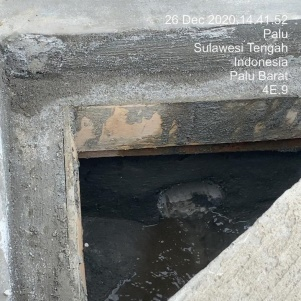 26 Dec 2020 14.41.52
Palu
Sulawesi Tengah
Indonesia
Palu Barat
4E.9